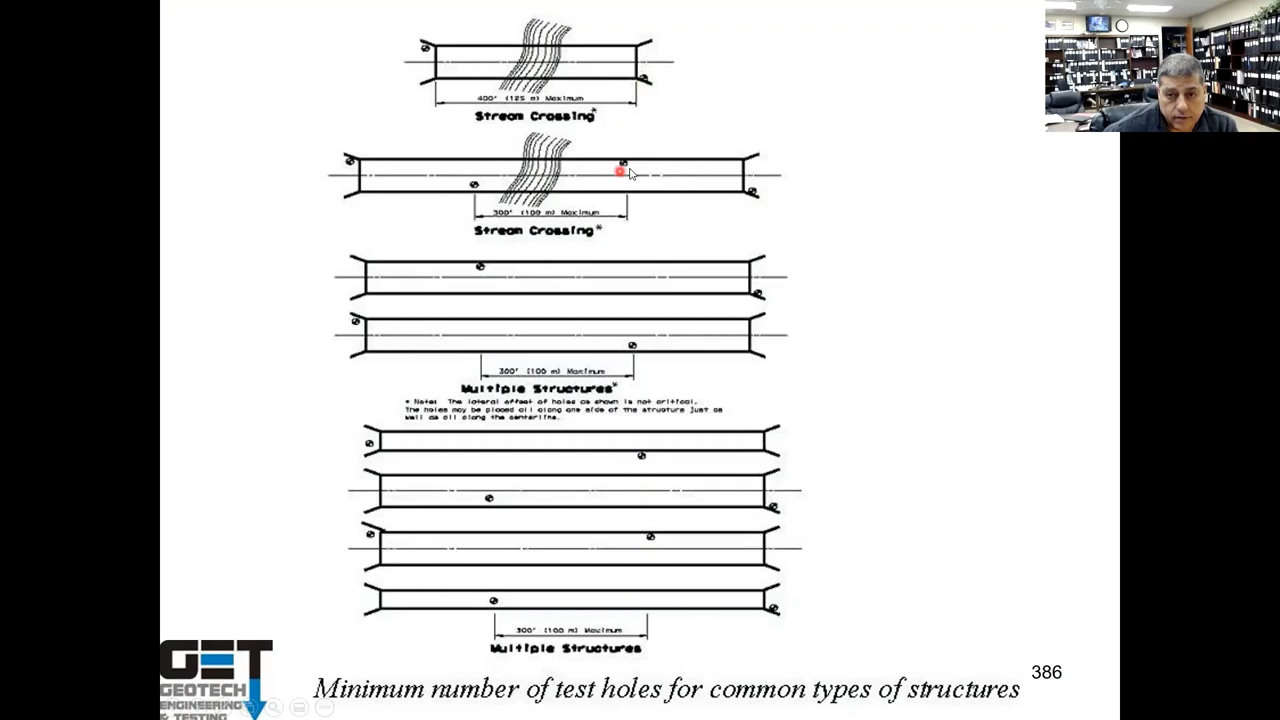 400' (125 m) Maximum
Stream Crossing*
300' (100 m) Maximum
Stream Crossing*
300' (100 m) Maximum
Multiple Structures*
* Note: The lateral offset of holes as shown is not critical.
The holes may be placed all along one side of the structure just as
well as all along the centerline.
300' (100 m) Maximum
Multiple Structures
386
Minimum number of test holes for common types of structures
GET
GEOTECH
ENGINEERING
& TESTING